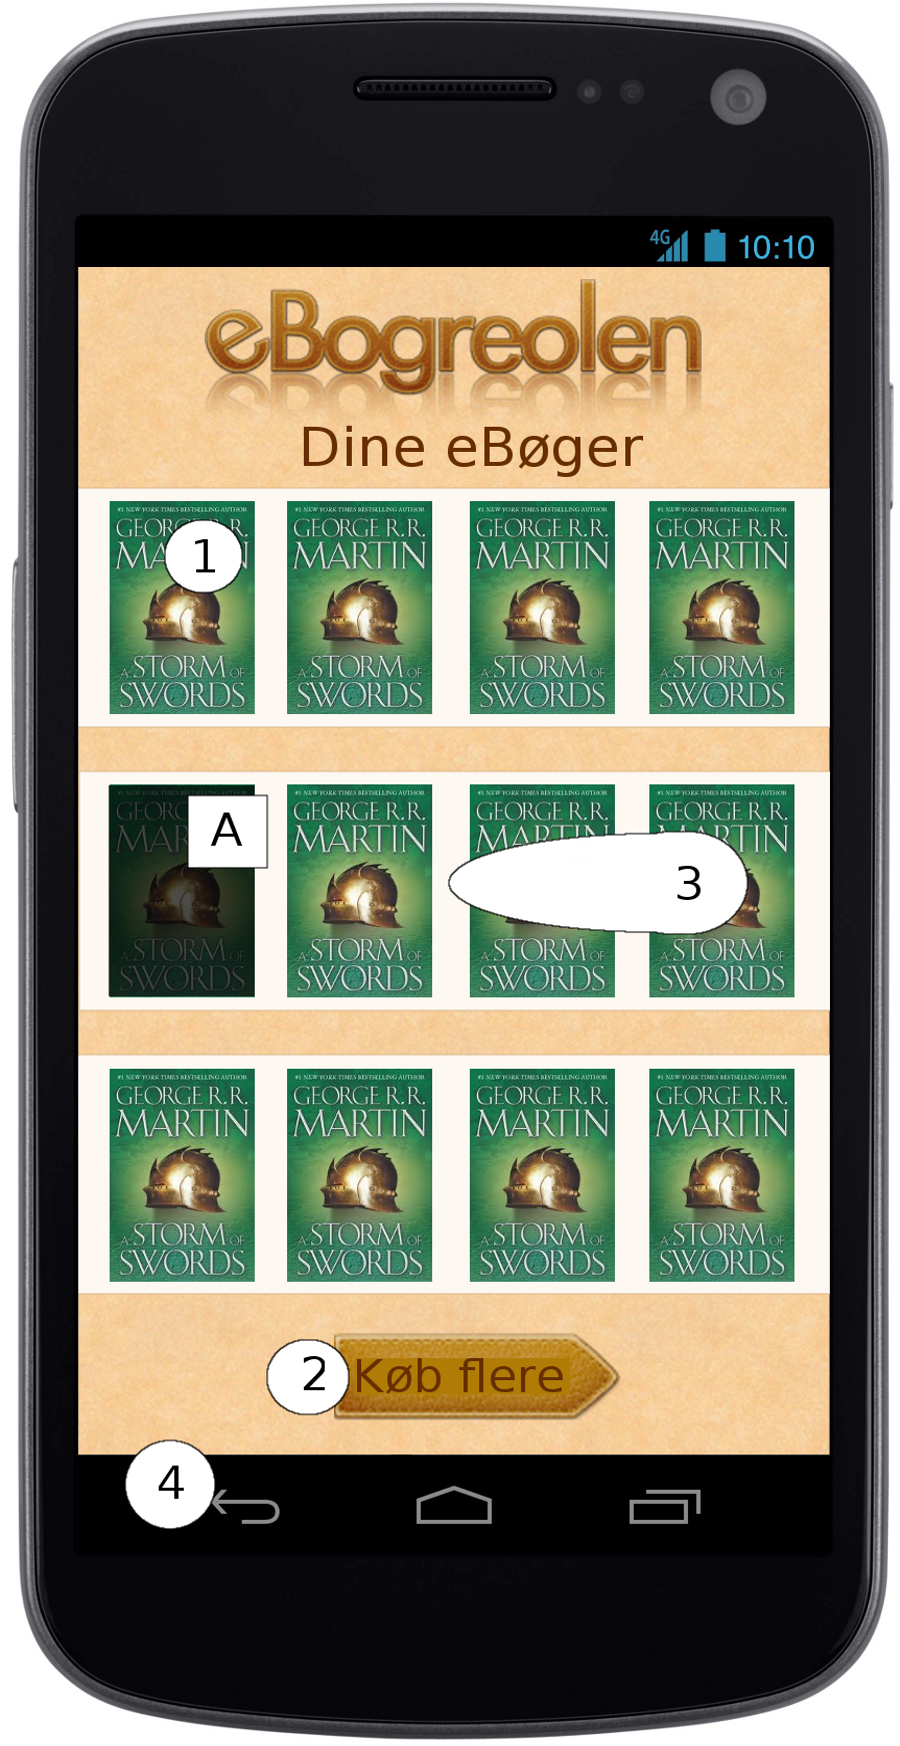 4G 10:10
eBogreolen
Dine eBøger
#1 NEW YORK TIMES BESTSELLING AUTHOR #1 NEW YORK TIMES BESTSELLING AUTHOR #1 NEW YORK TIMES BESTSELLING AUTHOR #1 NEW YORK TIMES BESTSELLING AUTHOR
GEORGE R. GEORGE R.R. GEORGE R.R. GEORGE R.R.
MA 1 N MARTIN MARTIN MARTIN
A STORM OF A STORM OF A STORM OF A STORM OF
SWORDS SWORDS SWORDS SWORDS
#1 NEW YORK TIMES BESTSELLING AUTHOR #1 NEW YORK TIMES BESTSELLING AUTHOR #1 NEW YORK TIMES BESTSELLING AUTHOR #1 NEW YORK TIMES BESTSELLING AUTHOR
GEOR GEORGE R.R. GEORGE R.R. GEORGE R.R.
MAR A MARTIN MARTIN MARTIN
3
A STORM OF A STORM OF A STORM OF A STORM OF
SWORDS SWORDS SWORDS SWORDS
#1 NEW YORK TIMES BESTSELLING AUTHOR #1 NEW YORK TIMES BESTSELLING AUTHOR #1 NEW YORK TIMES BESTSELLING AUTHOR #1 NEW YORK TIMES BESTSELLING AUTHOR
GEORGE R.R. GEORGE R.R. GEORGE R.R. GEORGE R.R.
MARTIN MARTIN MARTIN MARTIN
A STORM OF A STORM OF A STORM OF A STORM OF
SWORDS SWORDS SWORDS SWORDS
2 Køb flere
4